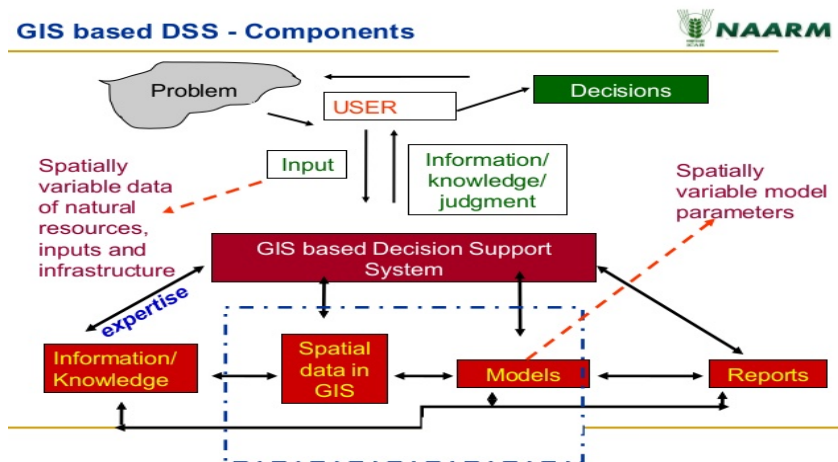 GIS based DSS - Components
NAARM
Problem
USER
Decisions
Spatially
variable data
of natural
resources,
inputs and
infrastructure
Input
Information/
knowledge/
judgment
Spatially
variable model
parameters
GIS based Decision Support
System
expertise
Information/
Knowledge
Spatial
data in
GIS
Models
Reports